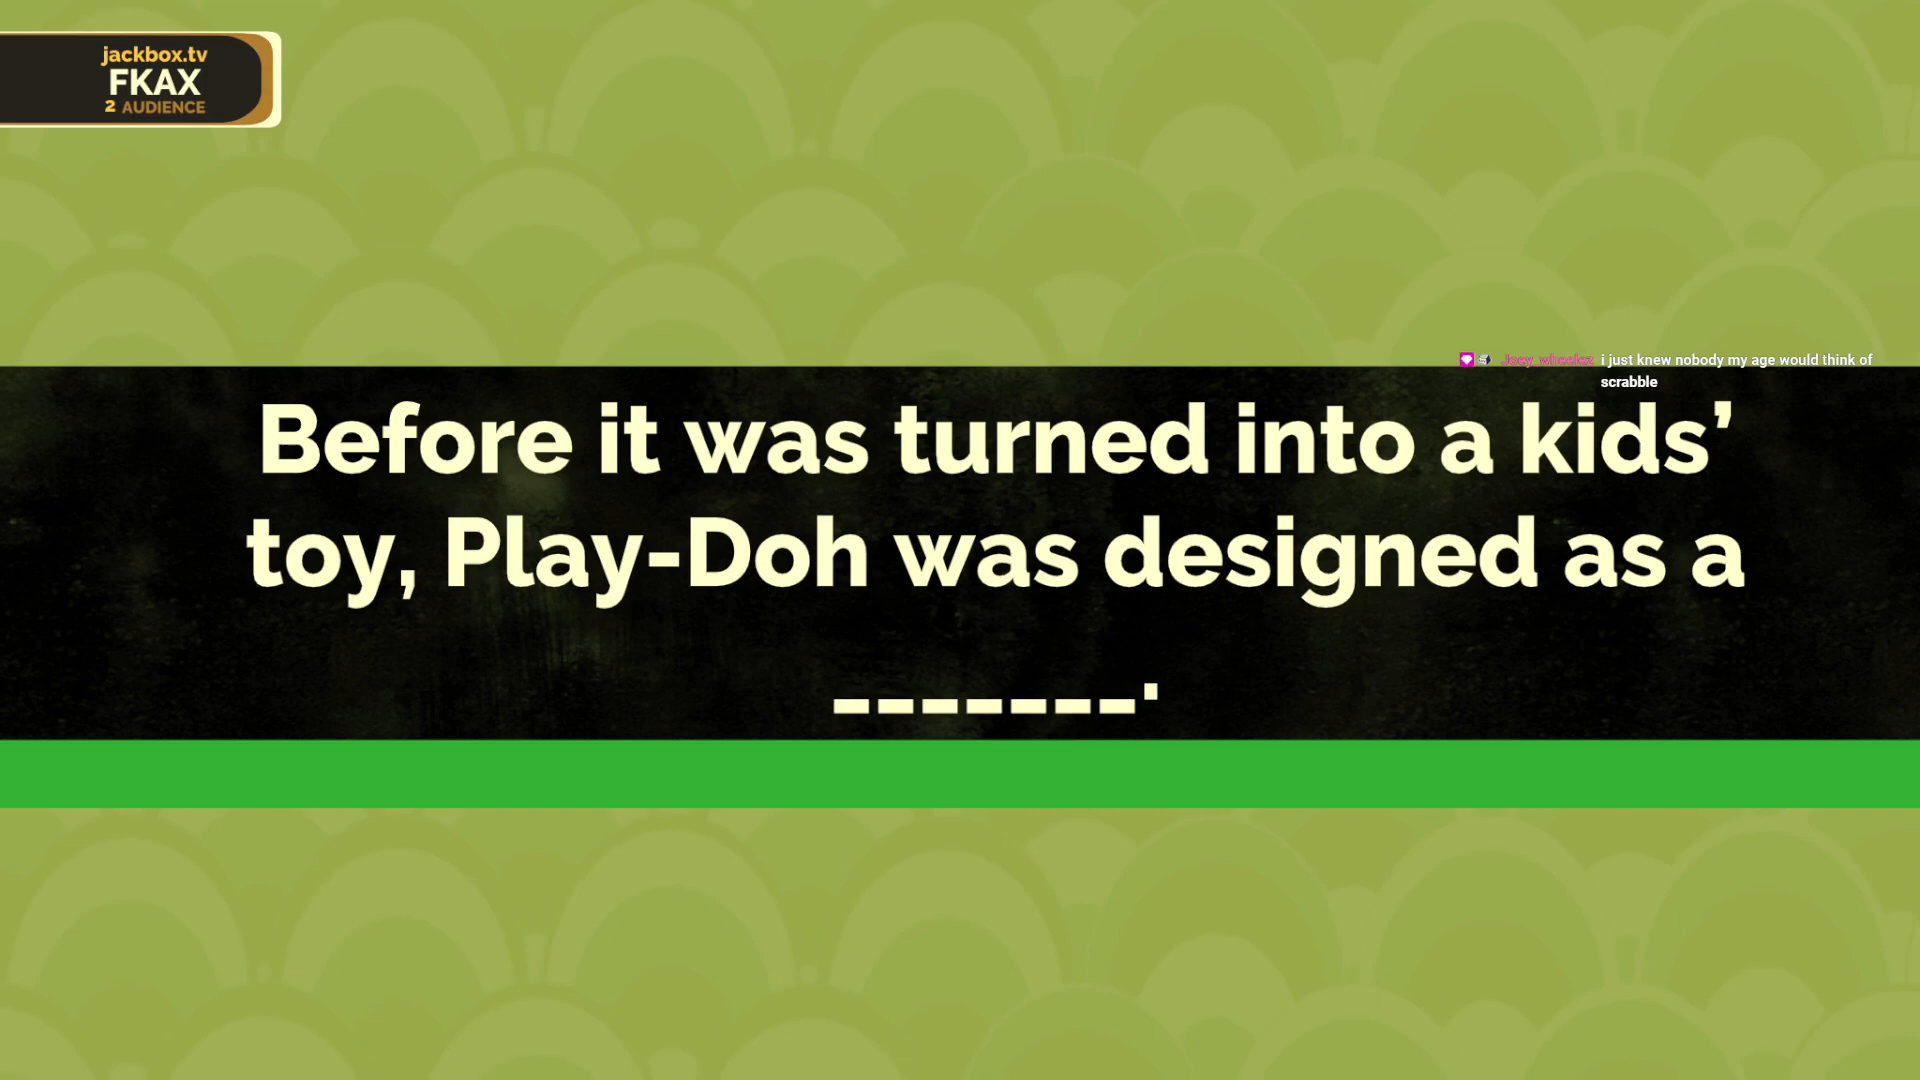 jackbox.tv
FKAX
2 AUDIENCE
Joey_wheelez i just knew nobody my age would think of
scrabble
Before it was turned into a kids’
toy, Play-Doh was designed as a
_______.